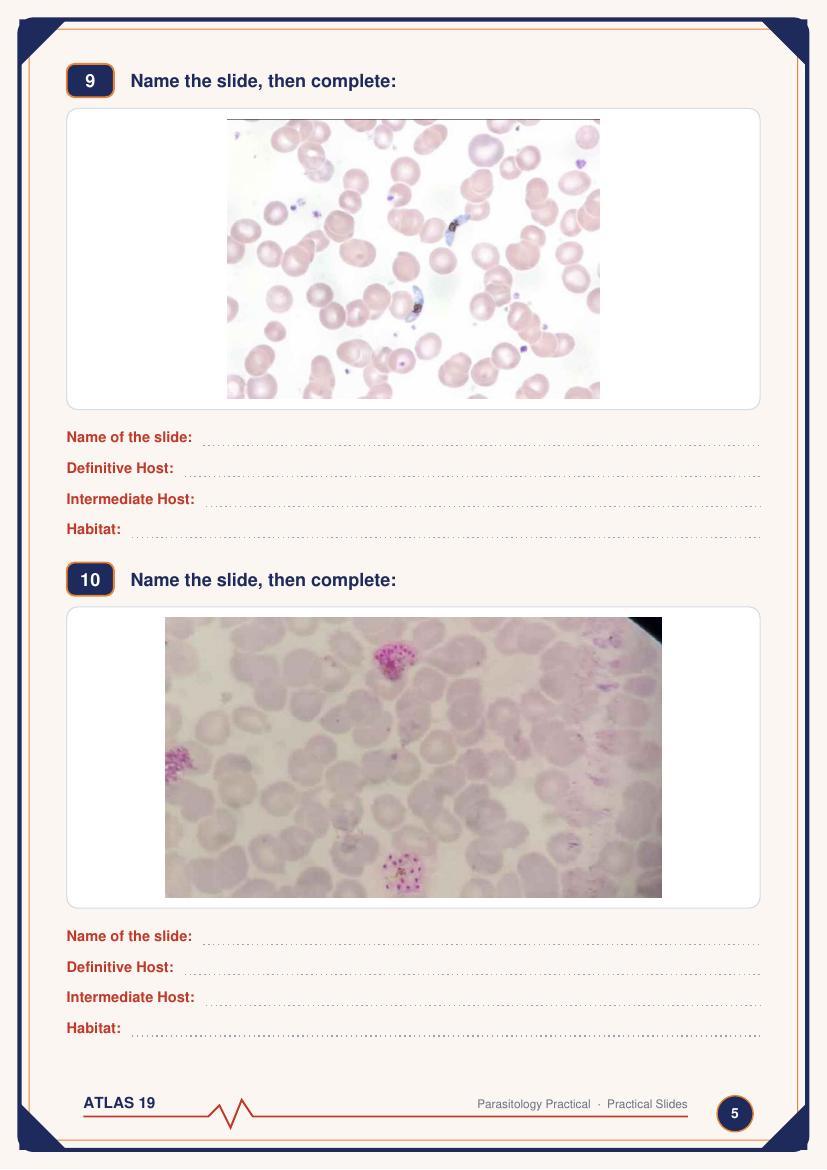 9 Name the slide, then complete:
Name of the slide:
Definitive Host:
Intermediate Host:
Habitat:
10 Name the slide, then complete:
Name of the slide:
Definitive Host:
Intermediate Host:
Habitat:
ATLAS 19 Parasitology Practical · Practical Slides 5